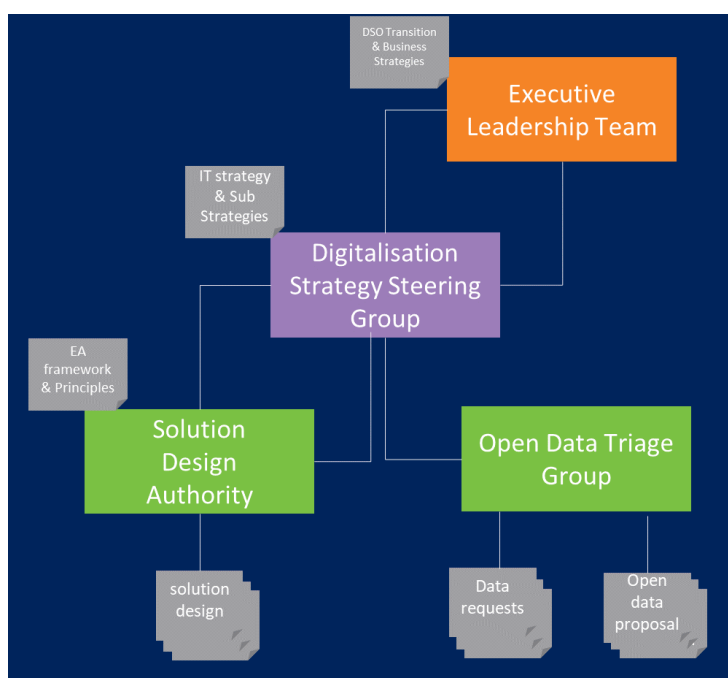 DSO Transition
& Business
Strategies
Executive
Leadership Team
IT strategy
& Sub
Strategies
Digitalisation
Strategy Steering
Group
EA
framework
& Principles
Solution
Design
Authority
Open Data Triage
Group
solution
design
Data
requests
Open
data
proposal